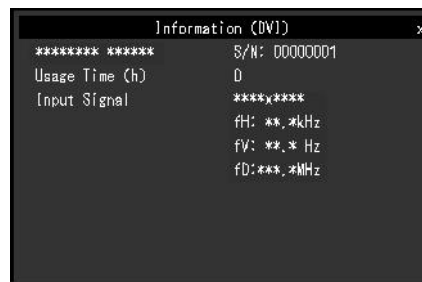 Information (DVI)
x
******** ****** S/N: 00000001
Usage Time (h) 0
Input Signal ****x****
fH: **.*kHz
fV: **.* Hz
fD:***.*MHz